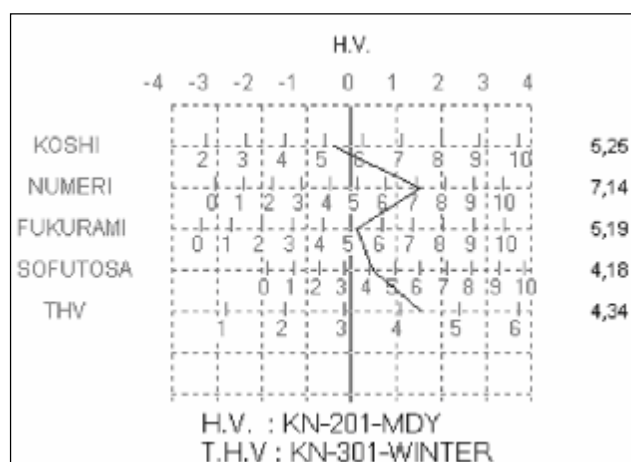 H.V.
-4 -3 -2 -1 0 1 2 3 4
KOSHI 2 3 4 5 6 7 8 9 10 5,25
NUMERI 0 1 2 3 4 5 6 7 8 9 10 7,14
FUKURAMI 0 1 2 3 4 5 6 7 8 9 10 5,19
SOFUTOSA 0 1 2 3 4 5 6 7 8 9 10 4,18
THV 1 2 3 4 5 6 4,34
H.V. : KN-201-MDY
T.H.V : KN-301-WINTER